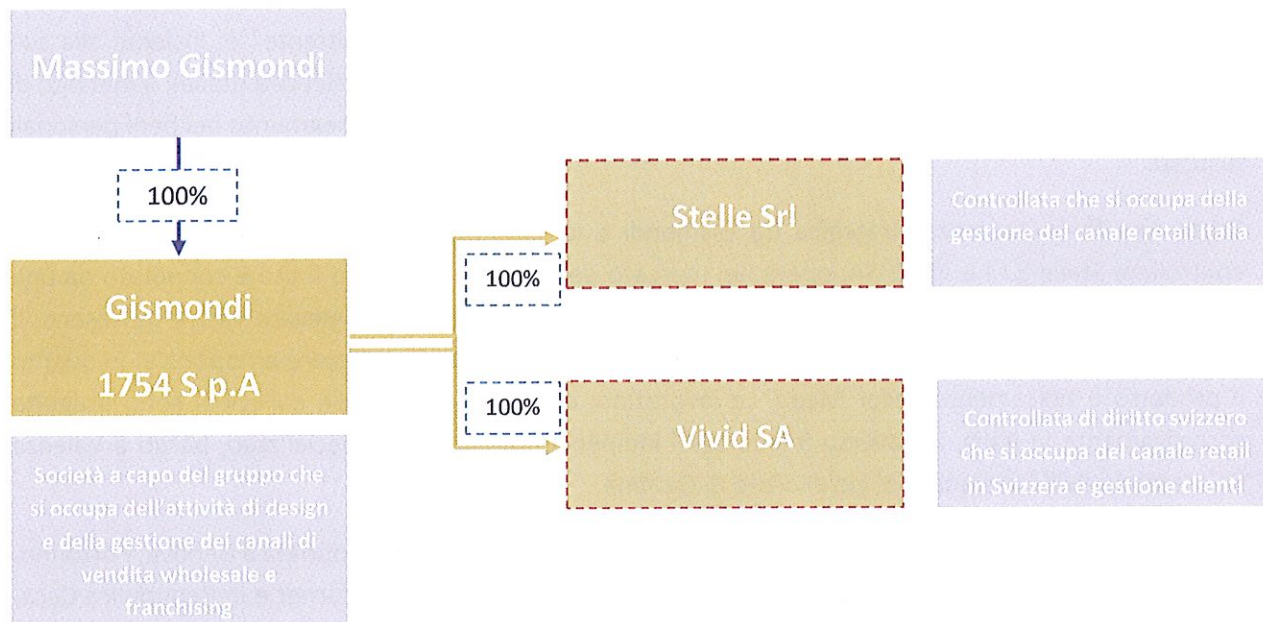 Massimo Gismondi
100%
Gismondi
1754 S.p.A
Società a capo del gruppo che
si occupa dell'attività di design
e della gestione dei canali di
vendita wholesale e
franchising
100%
100%
Stelle Srl
Controllata che si occupa della
gestione del canale retail Italia
Vivid SA
Controllata di diritto svizzero
che si occupa del canale retail
in Svizzera e gestione clienti